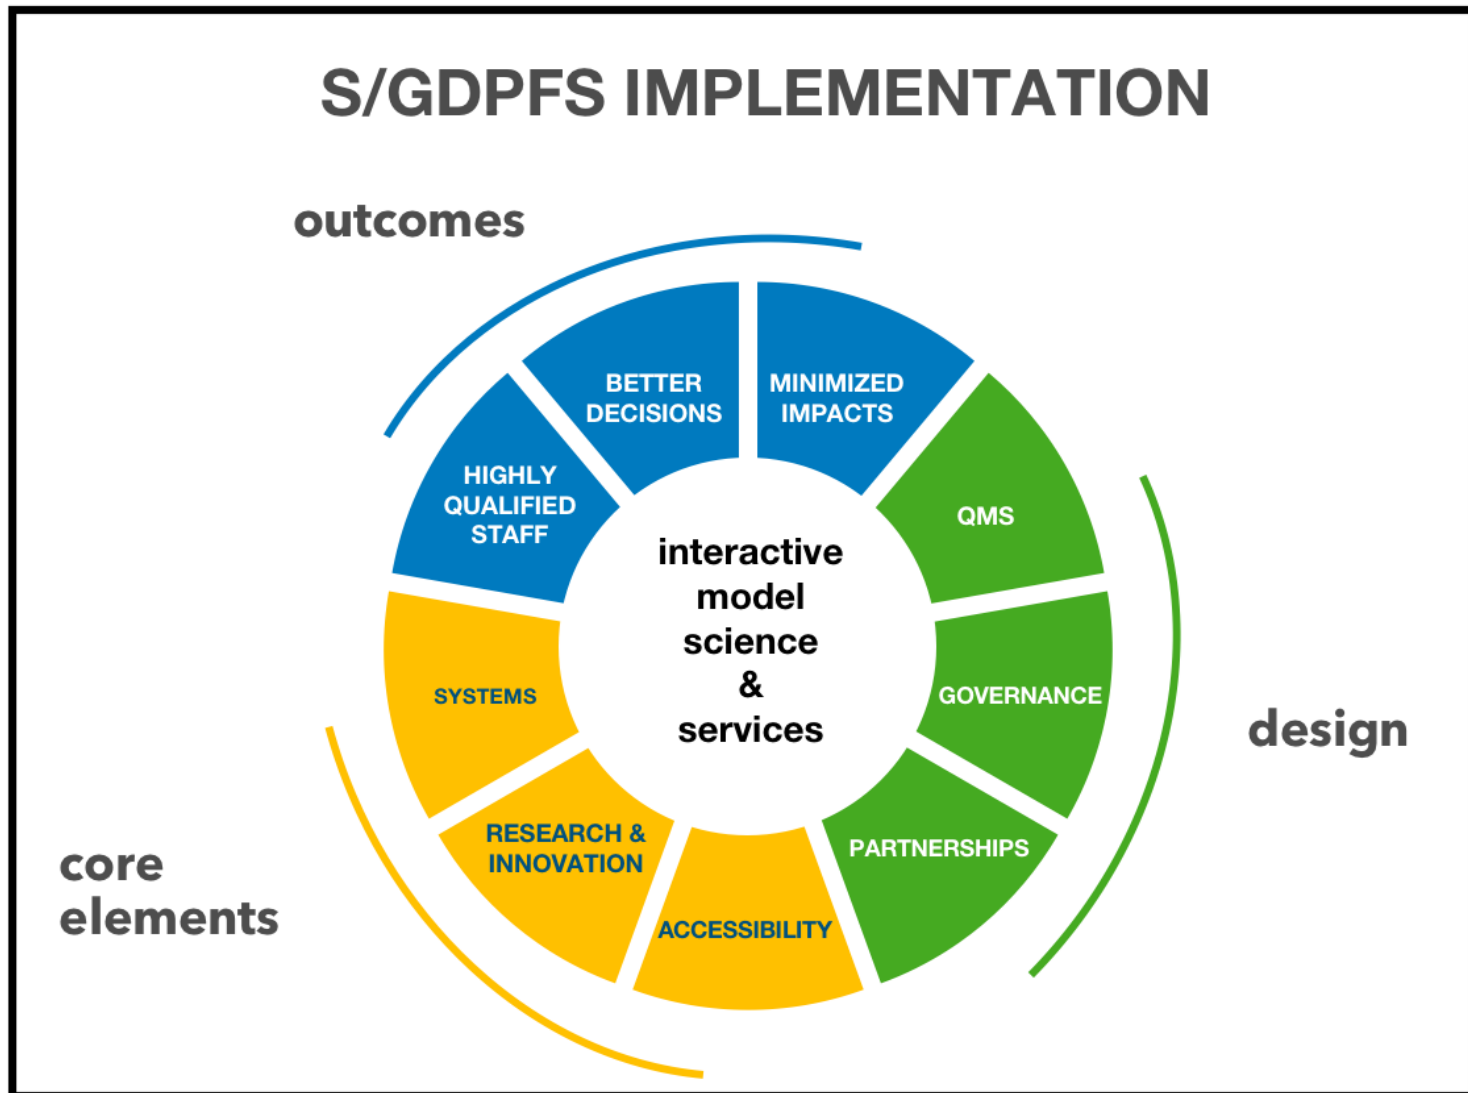 S/GDPFS IMPLEMENTATION
outcomes
BETTER
DECISIONS
MINIMIZED
IMPACTS
HIGHLY
QUALIFIED
STAFF
QMS
interactive
model
science
&
services
SYSTEMS
GOVERNANCE
design
RESEARCH &
INNOVATION
PARTNERSHIPS
core
elements
ACCESSIBILITY